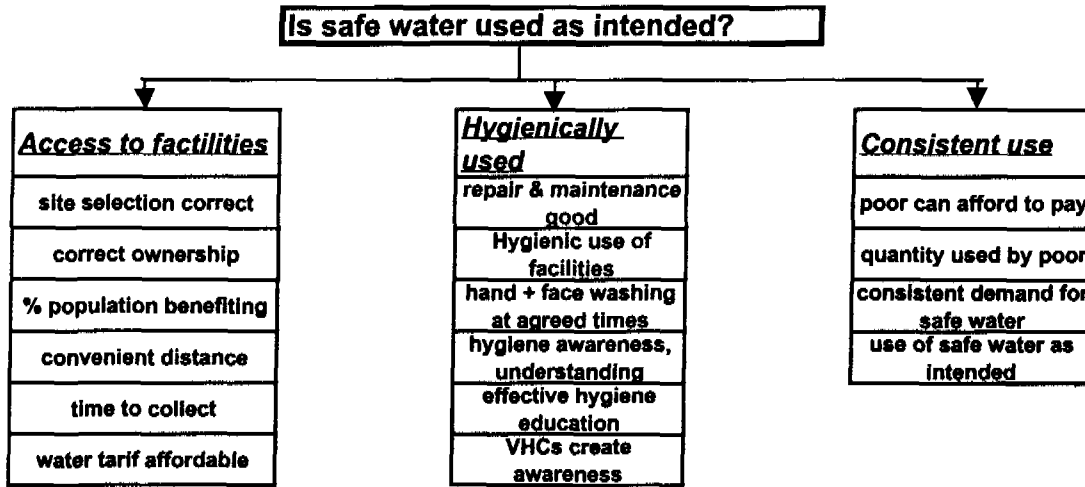 Is safe water used as intended?
Access to factilities
site selection correct
correct ownership
% population benefiting
convenient distance
time to collect
water tarif affordable
Hygienically
used
repair & maintenance
good
Hygienic use of
facilities
hand + face washing
at agreed times
hygiene awareness,
understanding
effective hygiene
education
VHCs create
awareness
Consistent use
poor can afford to pay
quantity used by poor
consistent demand for
safe water
use of safe water as
intended